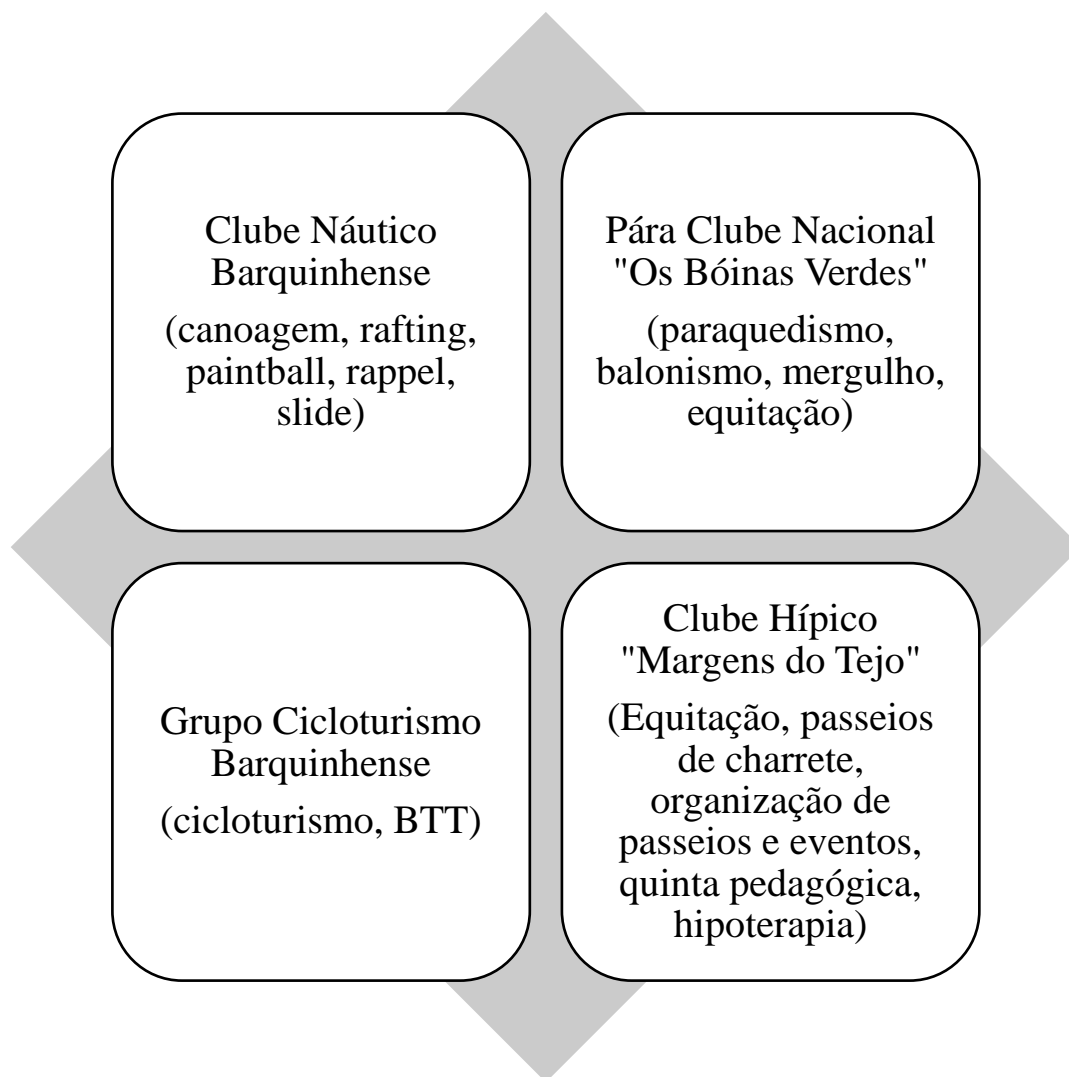 Clube Náutico
Barquinhense
(canoagem, rafting,
paintball, rappel,
slide)
Pára Clube Nacional
"Os Bóinas Verdes"
(paraquedismo,
balonismo, mergulho,
equitação)
Grupo Cicloturismo
Barquinhense
(cicloturismo, BTT)
Clube Hípico
"Margens do Tejo"
(Equitação, passeios
de charrete,
organização de
passeios e eventos,
quinta pedagógica,
hipoterapia)